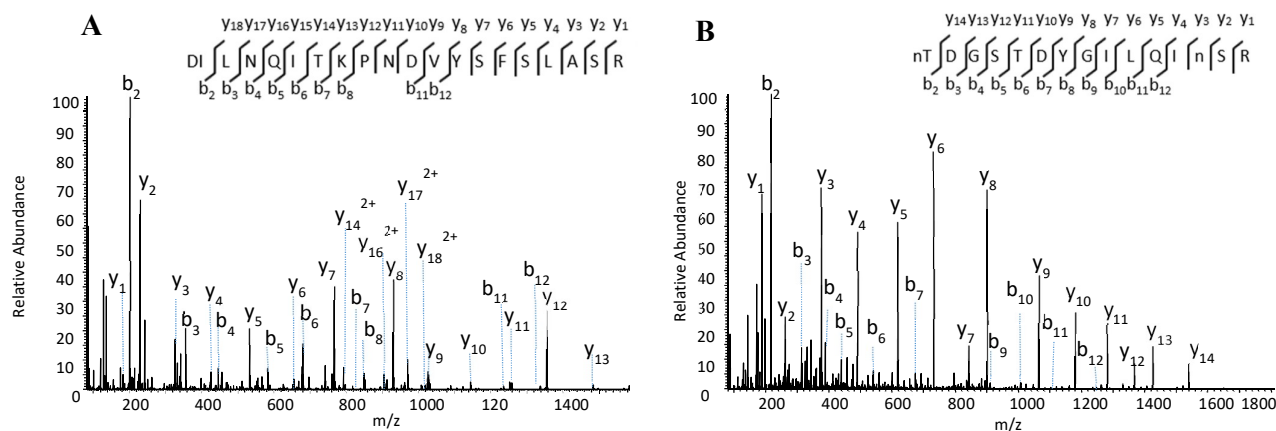 A
y18 y17 y16 y15 y14 y13 y12 y11 y10 y9 y8 y7 y6 y5 y4 y3 y2 y1
DI L N Q I T K P N D V Y S F S L A S R
b2 b3 b4 b5 b6 b7 b8 b11 b12
Relative Abundance
100
90
80
70
60
50
40
30
20
10
0
y1
b2
y2
y3
b3
y4
b4
y5
b5
y6
b6
y7
y14 2+
b7
b8
y16 2+
y8
y17 2+
y18 2+
y9
y10
b11
y11
b12
y12
y13
200 400 600 800 1000 1200 1400
m/z
B
y14 y13 y12 y11 y10 y9 y8 y7 y6 y5 y4 y3 y2 y1
nT D G S T D Y G I L Q I n S R
b2 b3 b4 b5 b6 b7 b8 b9 b10 b11 b12
Relative Abundance
100
90
80
70
60
50
40
30
20
10
0
y1
b2
y2
b3
y3
b4
b5
y4
b6
y5
b7
y6
y7
y8
b9
b10
y9
b11
y10
b12
y11
y12
y13
y14
200 400 600 800 1000 1200 1400 1600 1800
m/z